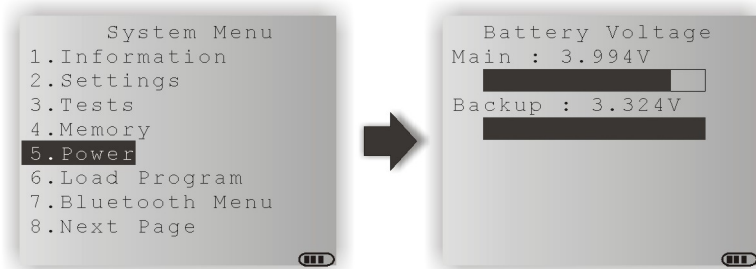 System Menu
1.Information
2.Settings
3.Tests
4.Memory
5.Power
6.Load Program
7.Bluetooth Menu
8.Next Page
Battery Voltage
Main : 3.994V
Backup : 3.324V